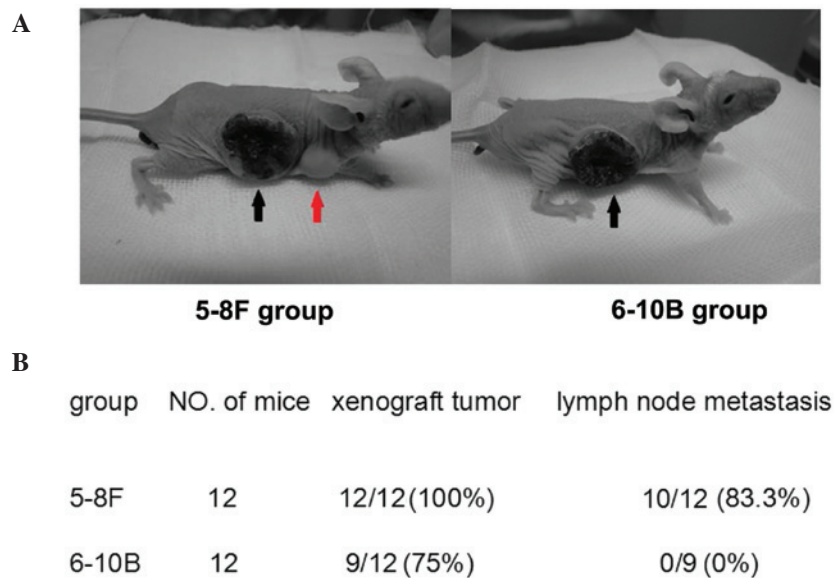 A
5-8F group 6-10B group
B
group NO. of mice xenograft tumor lymph node metastasis
5-8F 12 12/12 (100%) 10/12 (83.3%)
6-10B 12 9/12 (75%) 0/9 (0%)